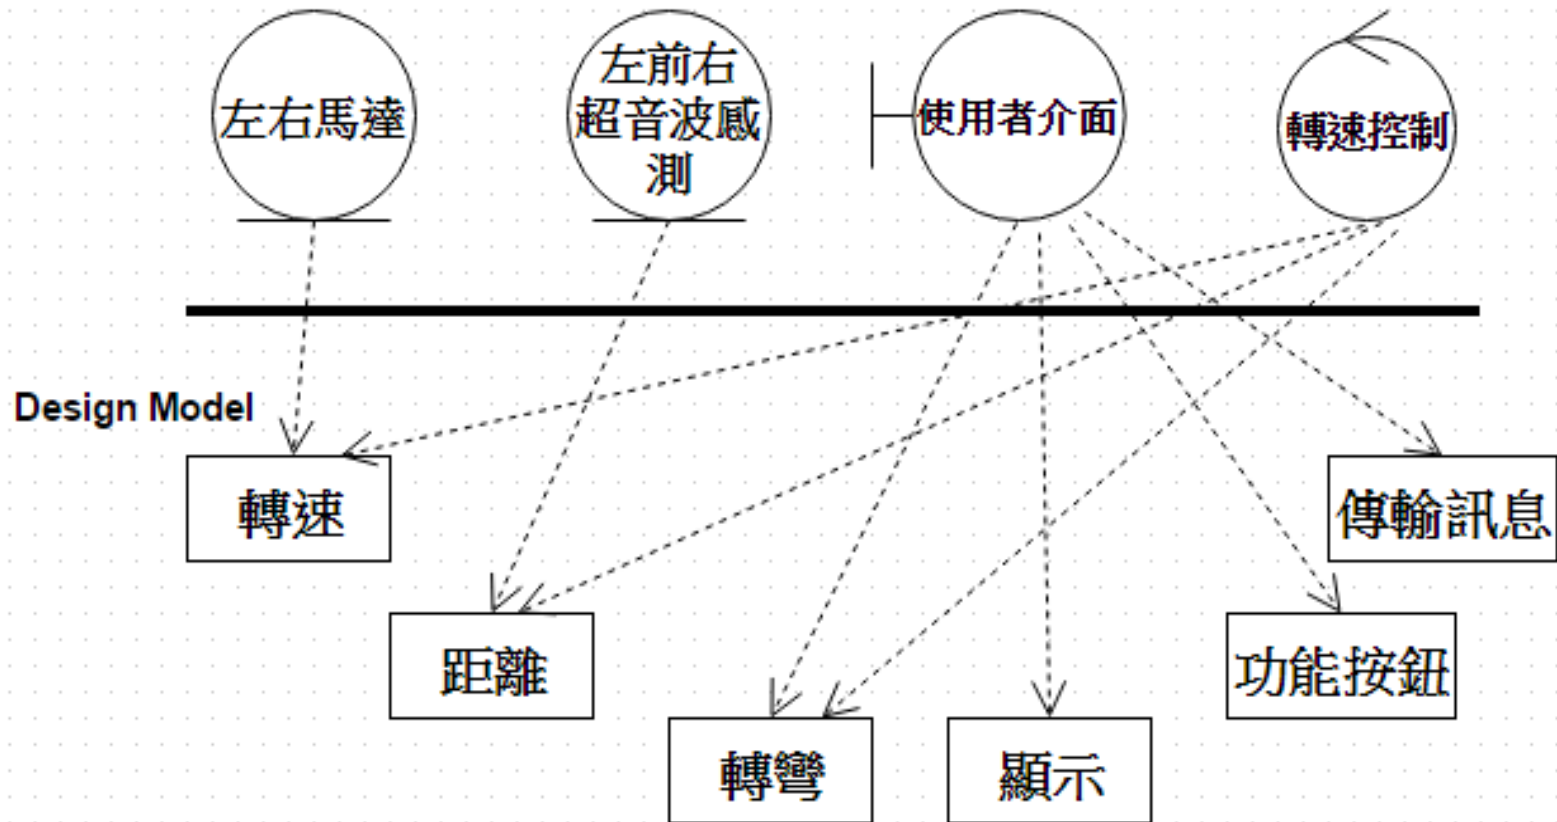 左右馬達
左前右
超音波感
測
使用者介面
轉速控制
Design Model
轉速
傳輸訊息
距離
功能按鈕
轉彎
顯示